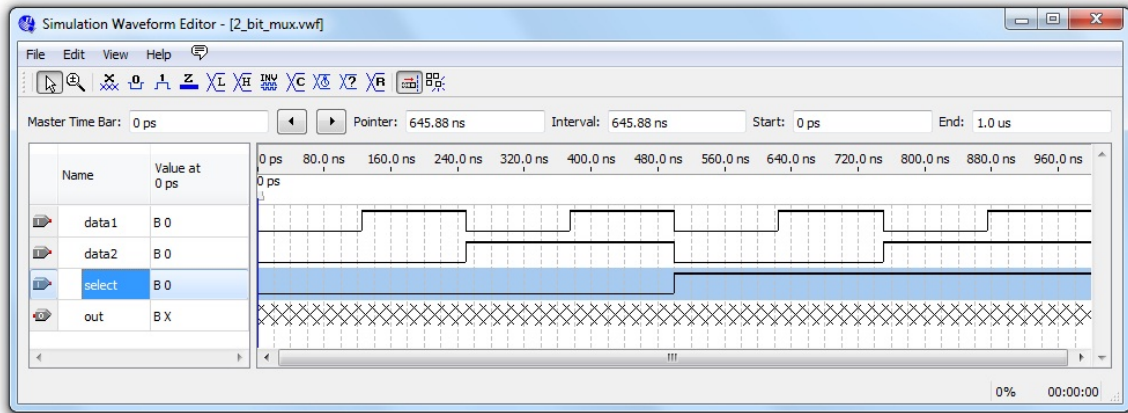 Simulation Waveform Editor - [2_bit_mux.vwf]
File Edit View Help
Master Time Bar: 0 ps Pointer: 645.88 ns Interval: 645.88 ns Start: 0 ps End: 1.0 us
Name Value at 0 ps
0 ps 80.0 ns 160.0 ns 240.0 ns 320.0 ns 400.0 ns 480.0 ns 560.0 ns 640.0 ns 720.0 ns 800.0 ns 880.0 ns 960.0 ns
0 ps
data1 B 0
data2 B 0
select B 0
out B X
0% 00:00:00